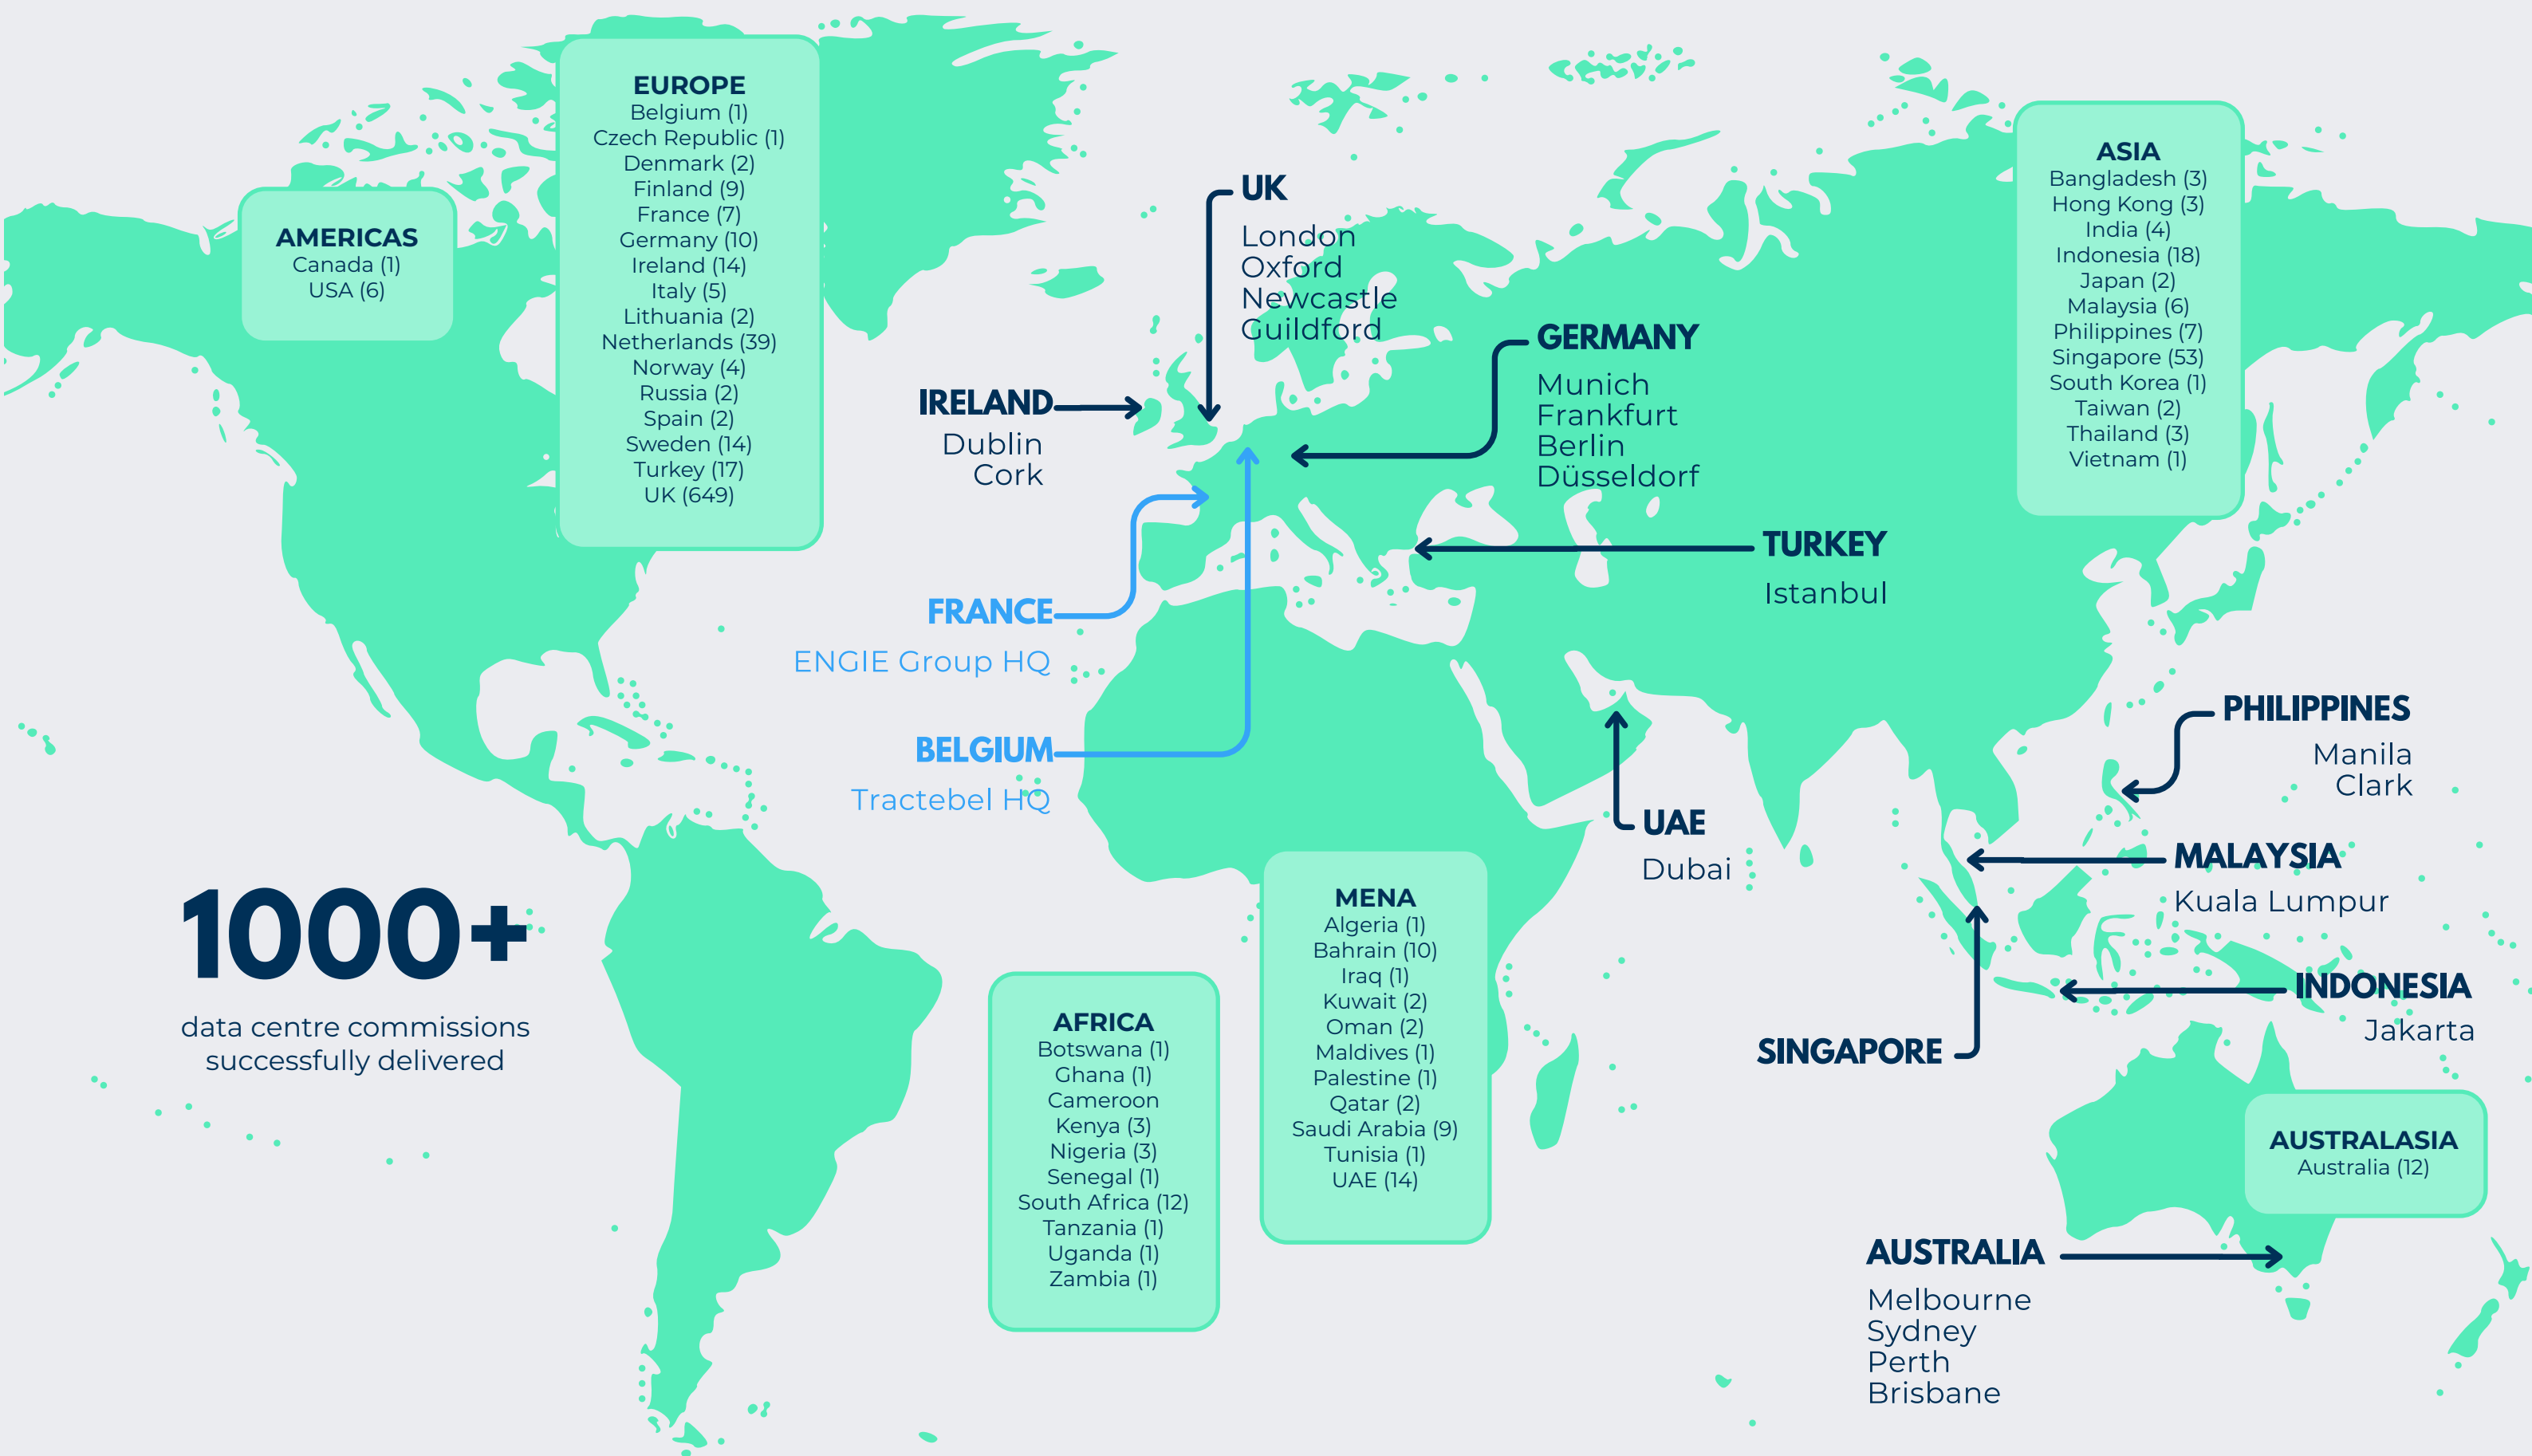 EUROPE
Belgium (1)
Czech Republic (1)
Denmark (2)
Finland (9)
France (7)
Germany (10)
Ireland (14)
Italy (5)
Lithuania (2)
Netherlands (39)
Norway (4)
Russia (2)
Spain (2)
Sweden (14)
Turkey (17)
UK (649)
AMERICAS
Canada (1)
USA (6)
ASIA
Bangladesh (3)
Hong Kong (3)
India (4)
Indonesia (18)
Japan (2)
Malaysia (6)
Philippines (7)
Singapore (53)
South Korea (1)
Taiwan (2)
Thailand (3)
Vietnam (1)
UK
London
Oxford
Newcastle
Guildford
GERMANY
Munich
Frankfurt
Berlin
Düsseldorf
IRELAND
Dublin
Cork
TURKEY
Istanbul
FRANCE
ENGIE Group HQ
BELGIUM
Tractebel HQ
PHILIPPINES
Manila
Clark
UAE
Dubai
MALAYSIA
Kuala Lumpur
1000+
data centre commissions
successfully delivered
MENA
Algeria (1)
Bahrain (10)
Iraq (1)
Kuwait (2)
Oman (2)
Maldives (1)
Palestine (1)
Qatar (2)
Saudi Arabia (9)
Tunisia (1)
UAE (14)
AFRICA
Botswana (1)
Ghana (1)
Cameroon
Kenya (3)
Nigeria (3)
Senegal (1)
South Africa (12)
Tanzania (1)
Uganda (1)
Zambia (1)
INDONESIA
Jakarta
SINGAPORE
AUSTRALASIA
Australia (12)
AUSTRALIA
Melbourne
Sydney
Perth
Brisbane